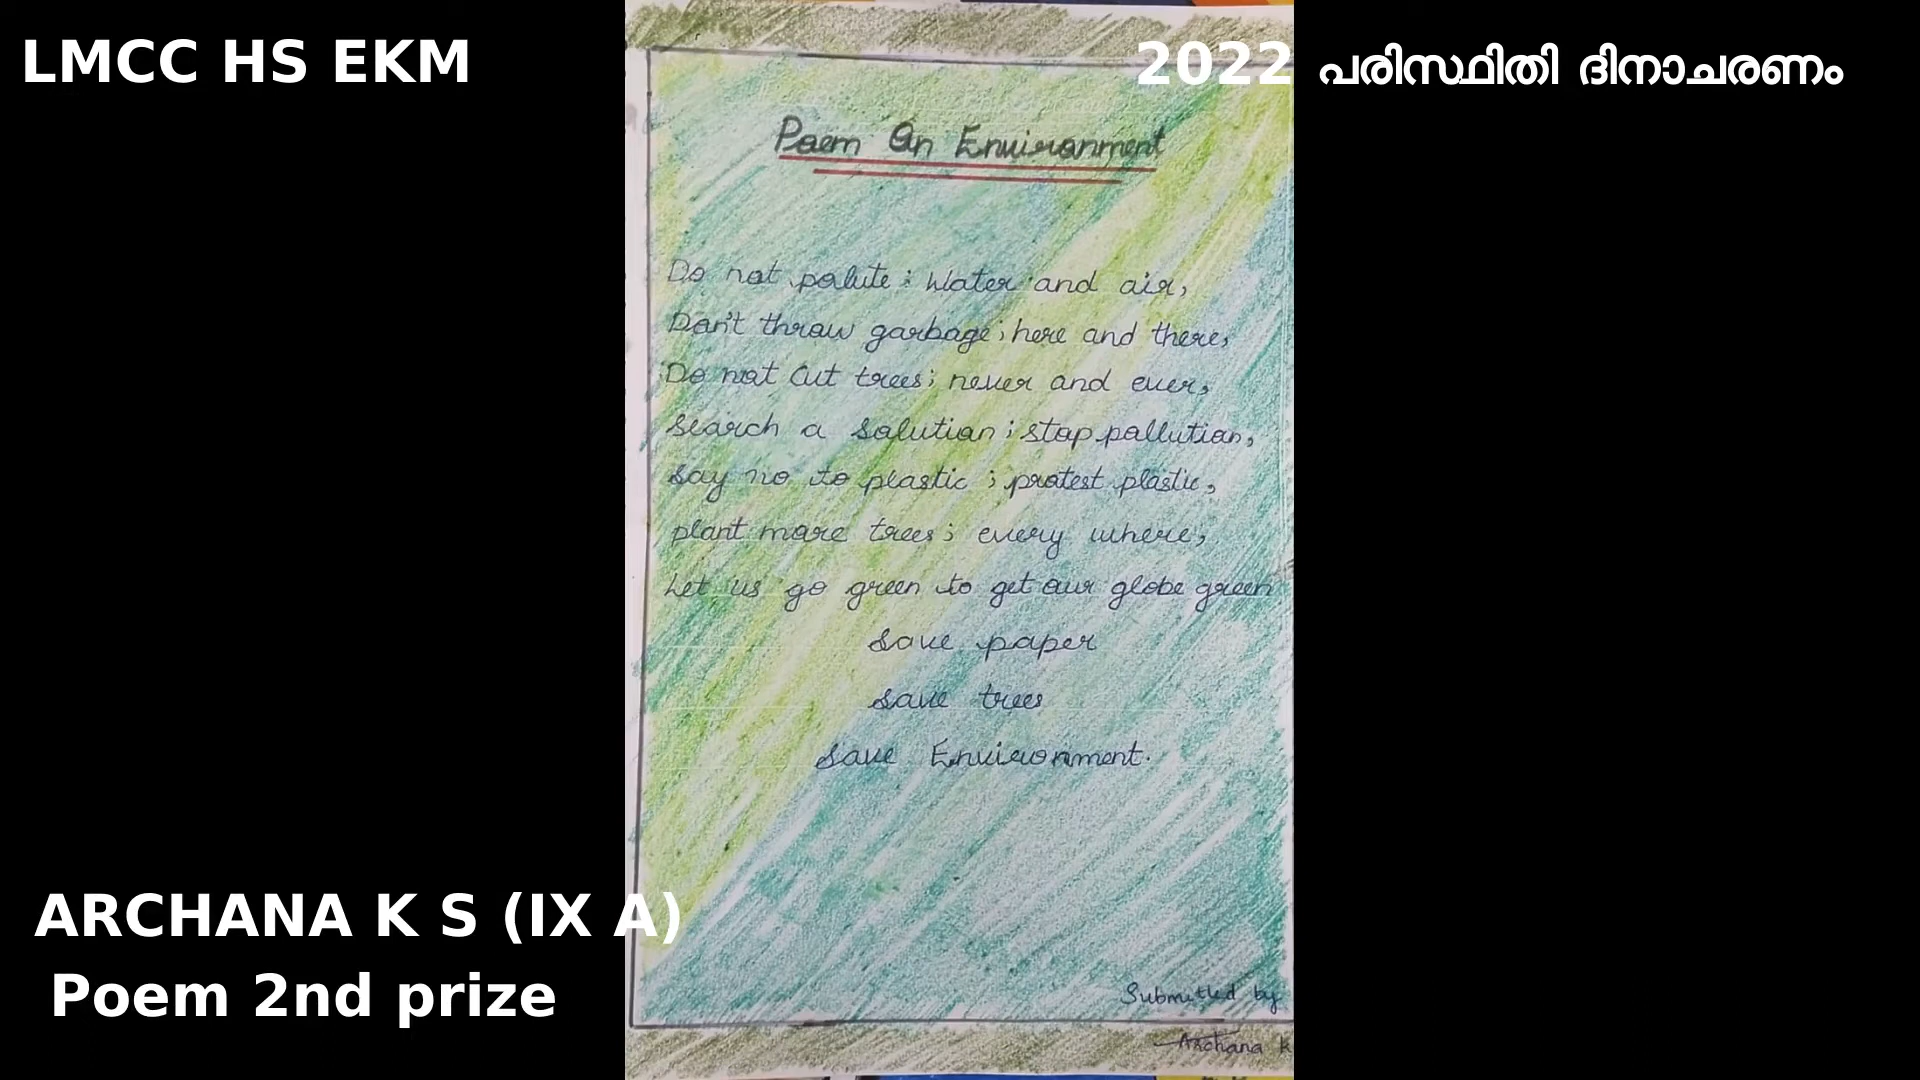 LMCC HS EKM
2022 പരിസ്ഥിതി ദിനാചരണം
Poem On Environment
Do not polute ; Water and air,
Don't throw garbage ; here and there,
Do not cut trees ; never and ever,
Search a solution ; stop pollution,
Say no to plastic ; protest plastic,
plant more trees ; every where,
Let us go green to get our globe green
save paper
save trees
save Environment.
Submitted by
Archana K
ARCHANA K S (IX A)
Poem 2nd prize